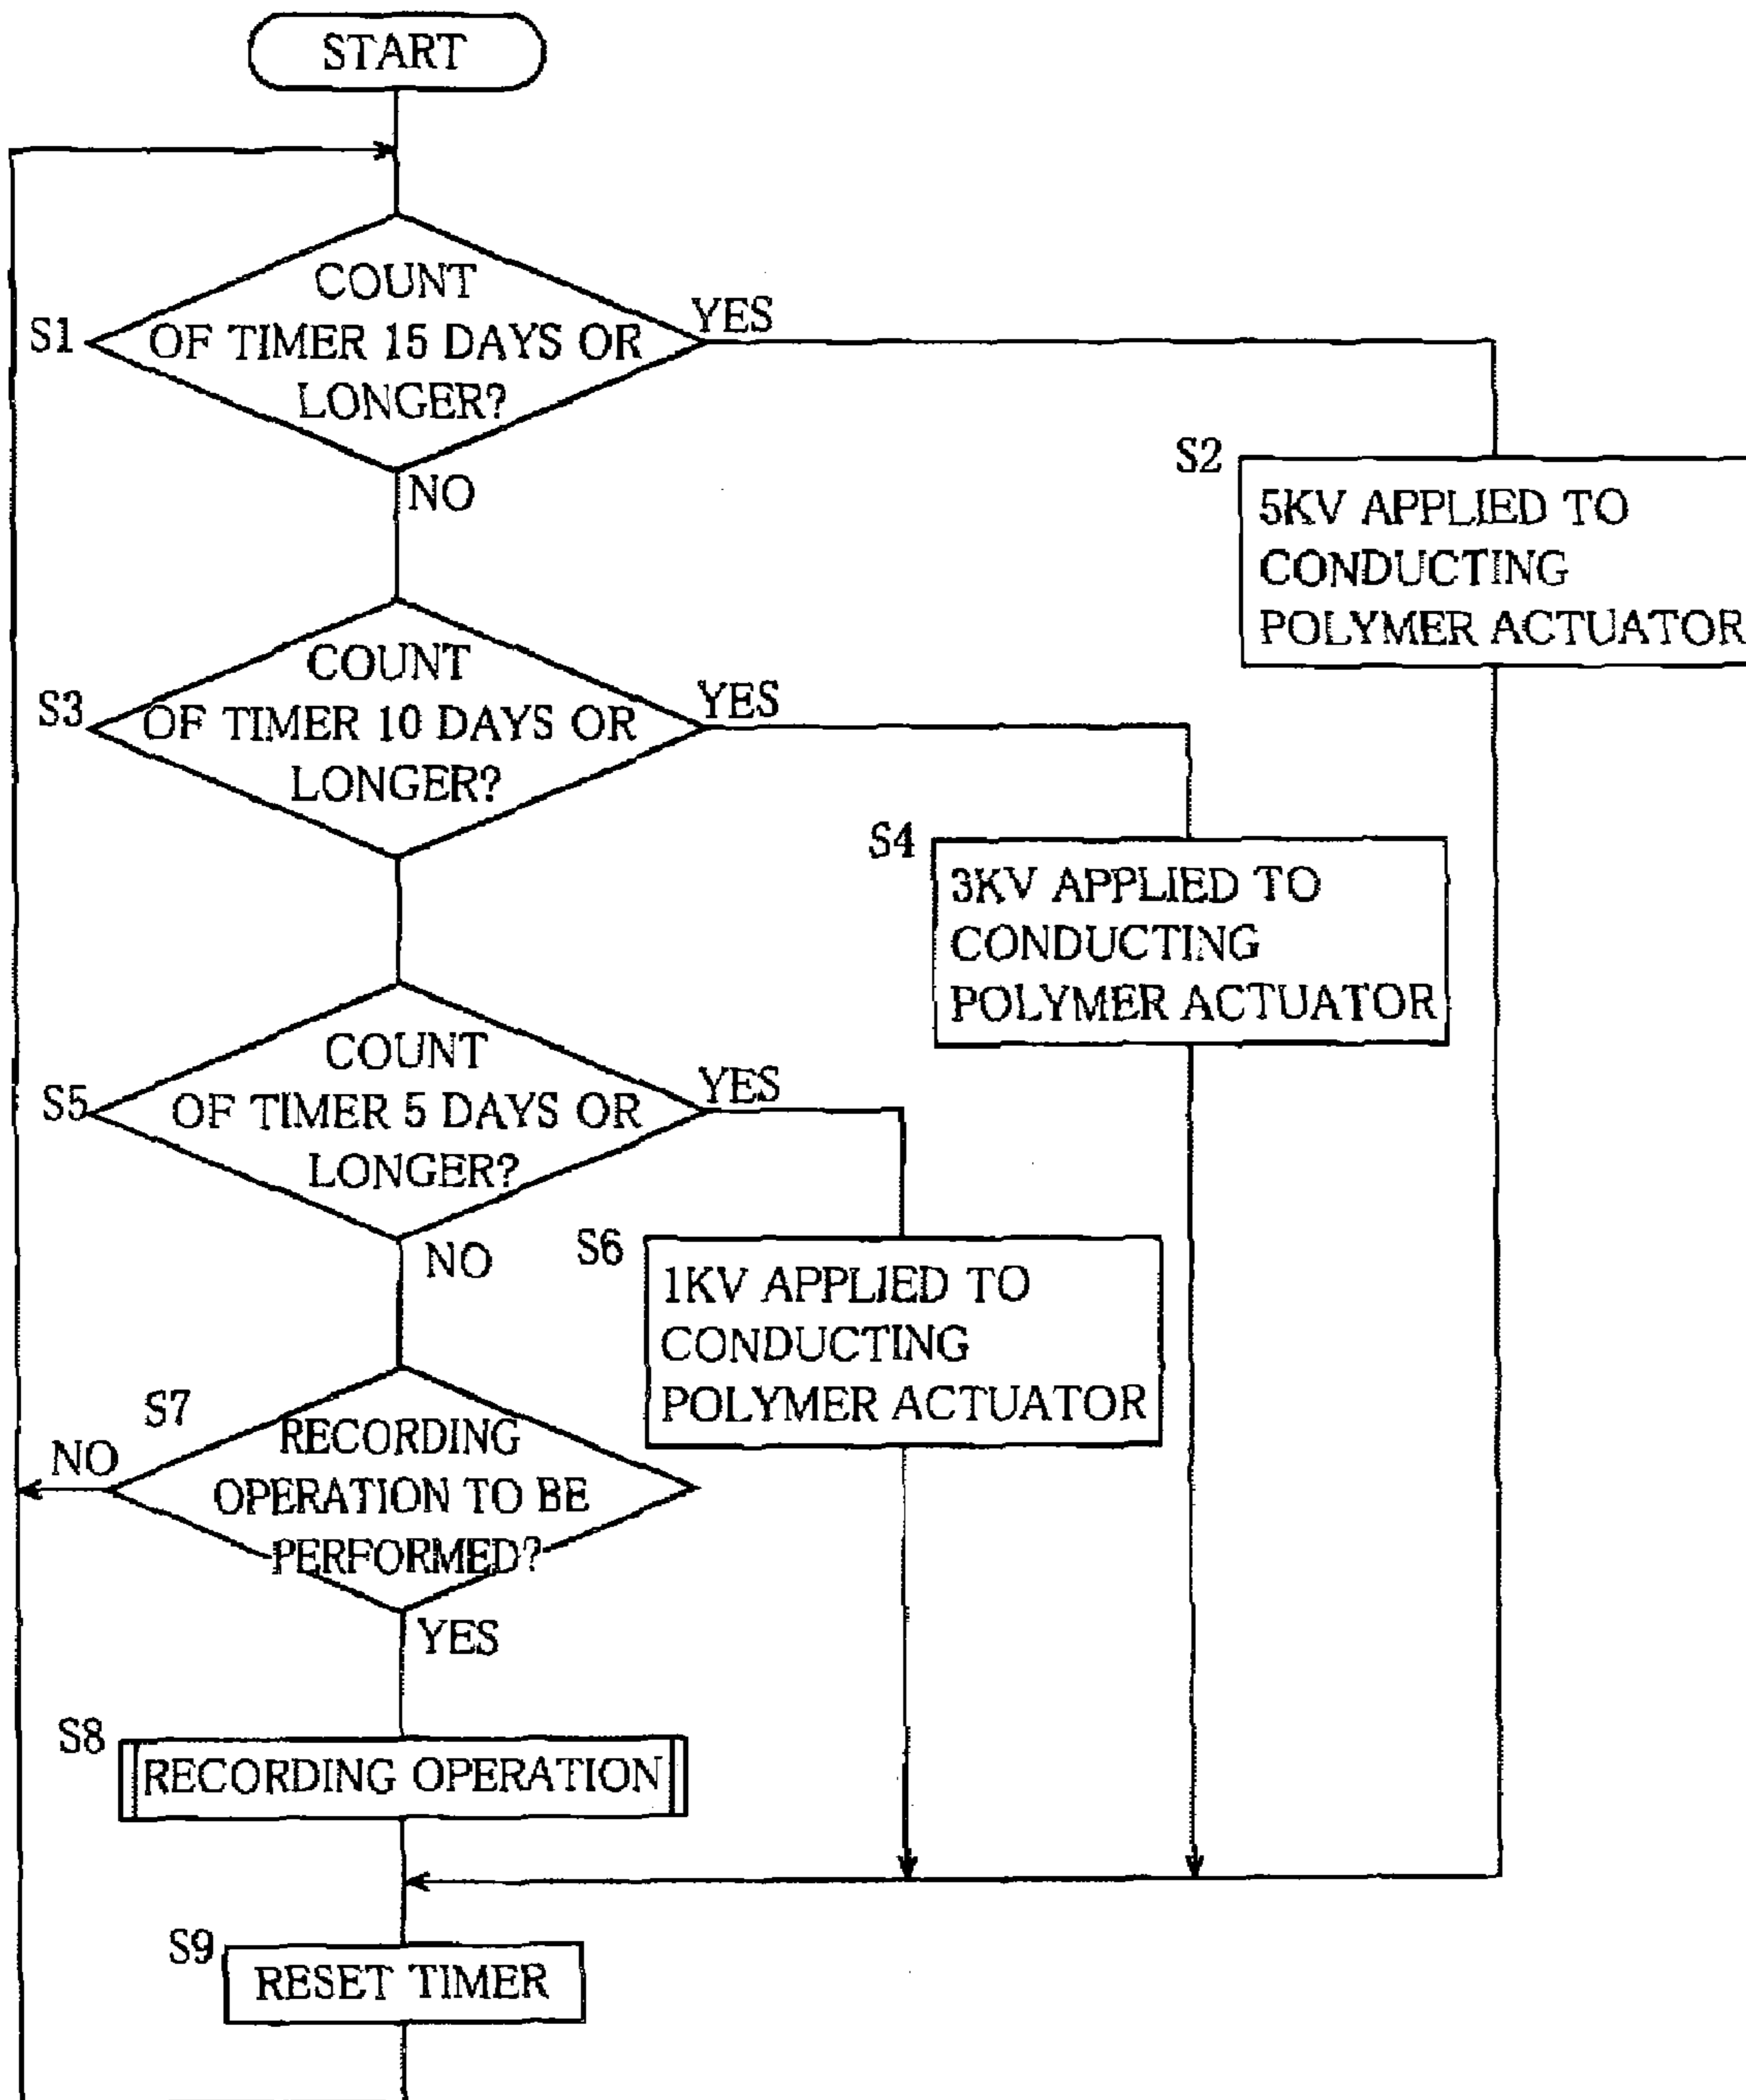 START
COUNT
OF TIMER 15 DAYS OR
LONGER?
S1
YES
NO
S2
5KV APPLIED TO
CONDUCTING
POLYMER ACTUATOR
COUNT
OF TIMER 10 DAYS OR
LONGER?
S3
YES
S4
3KV APPLIED TO
CONDUCTING
POLYMER ACTUATOR
COUNT
OF TIMER 5 DAYS OR
LONGER?
S5
YES
NO
S6
1KV APPLIED TO
CONDUCTING
POLYMER ACTUATOR
S7
RECORDING
OPERATION TO BE
PERFORMED?
NO
YES
S8
RECORDING OPERATION
S9
RESET TIMER